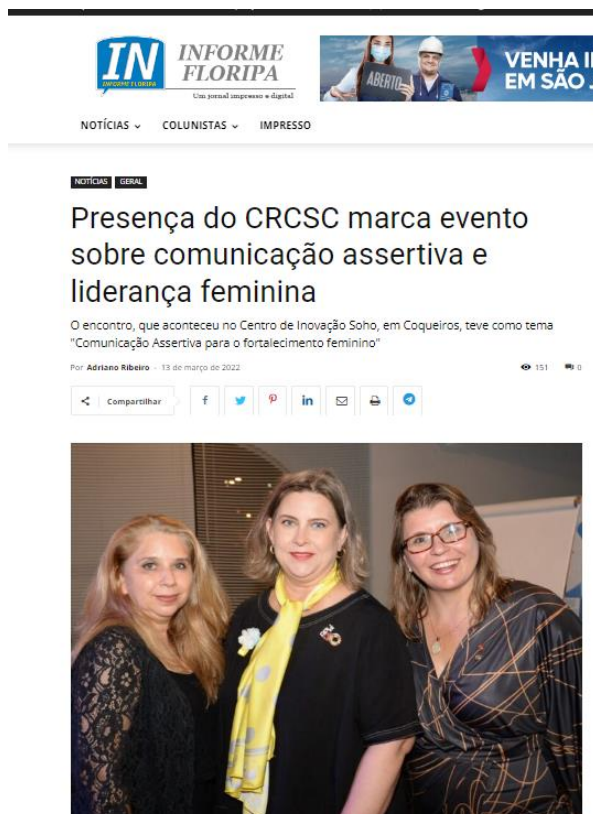 IN
INFORME FLORIPA
INFORME
FLORIPA
Um jornal impresso e digital
ABERTO
VENHA
EM SÃO
NOTÍCIAS
COLUNISTAS
IMPRESSO
NOTÍCIAS GERAL
Presença do CRCSC marca evento
sobre comunicação assertiva e
liderança feminina
O encontro, que aconteceu no Centro de Inovação Soho, em Coqueiros, teve como tema
"Comunicação Assertiva para o fortalecimento feminino"
Por Adriano Ribeiro - 13 de março de 2022
151
0
Compartilhar